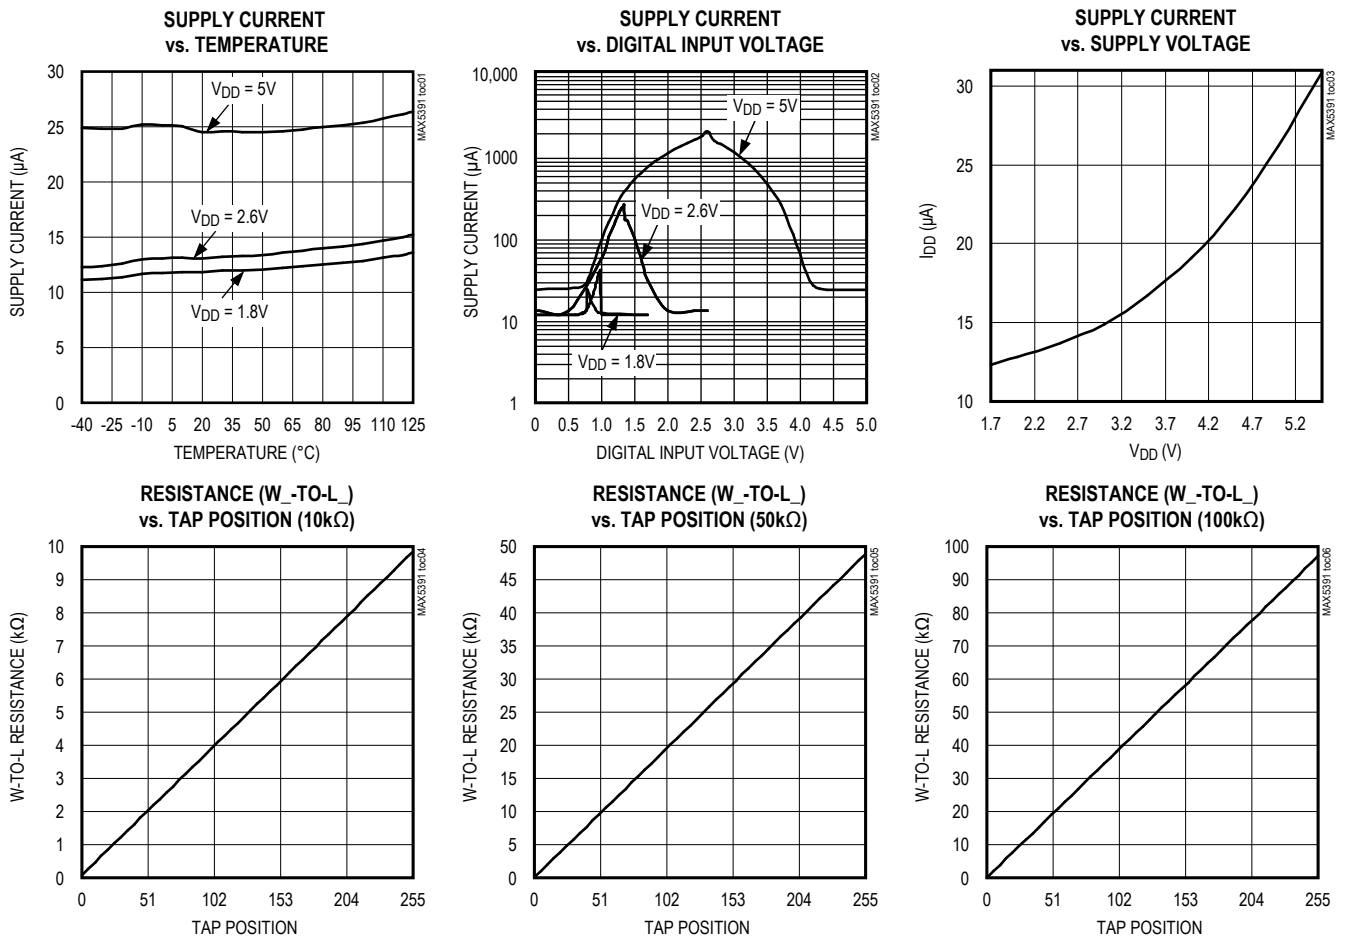 SUPPLY CURRENT
vs. TEMPERATURE
30
25
20
15
10
5
0
SUPPLY CURRENT (µA)
VDD = 5V
VDD = 2.6V
VDD = 1.8V
MAX5391 toc01
-40 -25 -10 5 20 35 50 65 80 95 110 125
TEMPERATURE (°C)
SUPPLY CURRENT
vs. DIGITAL INPUT VOLTAGE
10,000
1000
100
10
1
SUPPLY CURRENT (µA)
VDD = 5V
VDD = 2.6V
VDD = 1.8V
MAX5391 toc02
0 0.5 1.0 1.5 2.0 2.5 3.0 3.5 4.0 4.5 5.0
DIGITAL INPUT VOLTAGE (V)
SUPPLY CURRENT
vs. SUPPLY VOLTAGE
30
25
20
15
10
IDD (µA)
MAX5391 toc03
1.7 2.2 2.7 3.2 3.7 4.2 4.7 5.2
VDD (V)
RESISTANCE (W_-TO-L_)
vs. TAP POSITION (10kΩ)
10
9
8
7
6
5
4
3
2
1
0
W-TO-L RESISTANCE (kΩ)
MAX5391 toc04
0 51 102 153 204 255
TAP POSITION
RESISTANCE (W_-TO-L_)
vs. TAP POSITION (50kΩ)
50
45
40
35
30
25
20
15
10
5
0
W-TO-L RESISTANCE (kΩ)
MAX5391 toc05
0 51 102 153 204 255
TAP POSITION
RESISTANCE (W_-TO-L_)
vs. TAP POSITION (100kΩ)
100
90
80
70
60
50
40
30
20
10
0
W-TO-L RESISTANCE (kΩ)
MAX5391 toc06
0 51 102 153 204 255
TAP POSITION